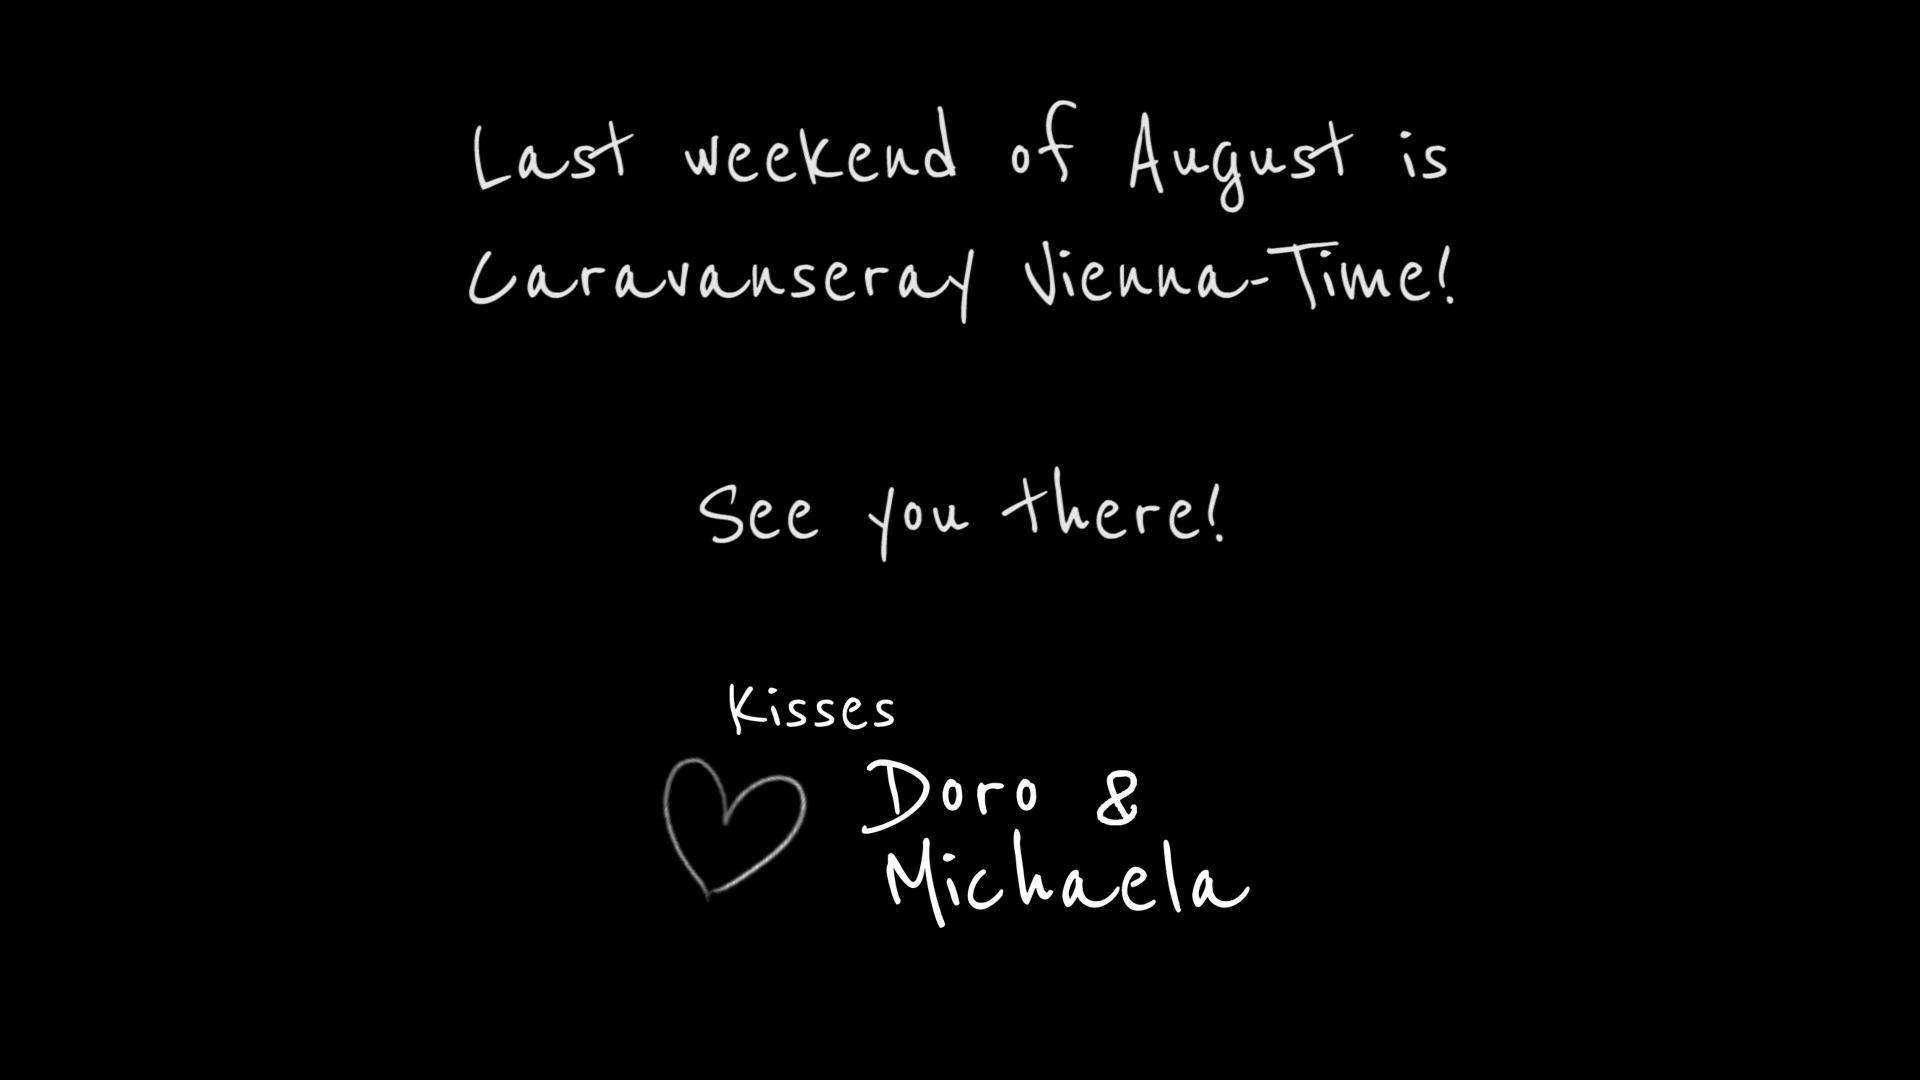 Last weekend of August is
Caravanseray Vienna-Time!
See you there!
Kisses
Doro &
Michaela